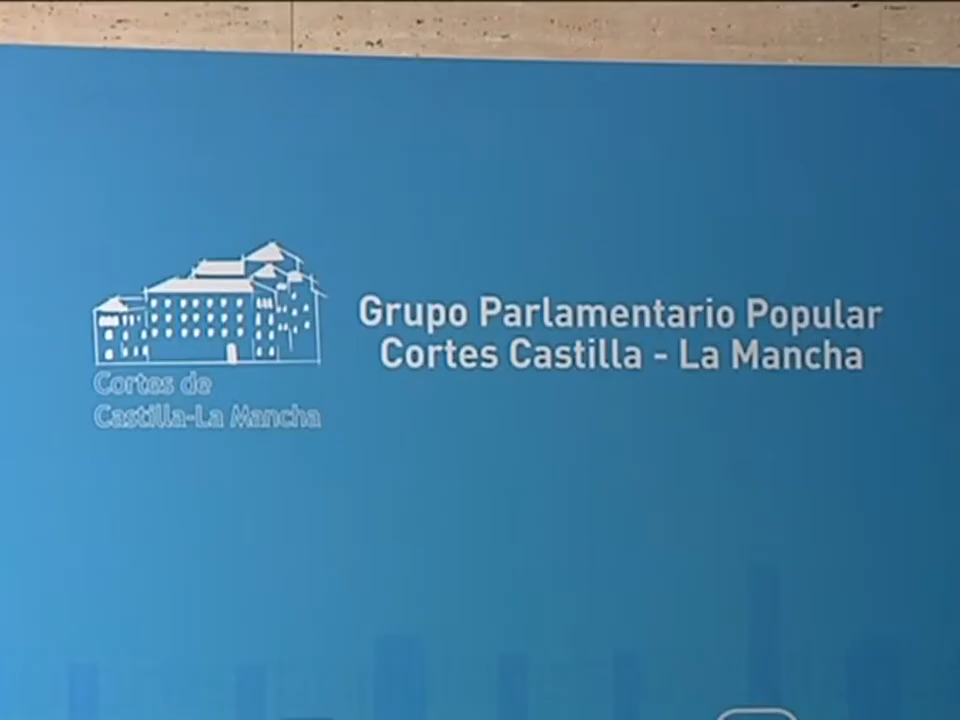 Cortes de
Castilla-La Mancha
Grupo Parlamentario Popular
Cortes Castilla - La Mancha